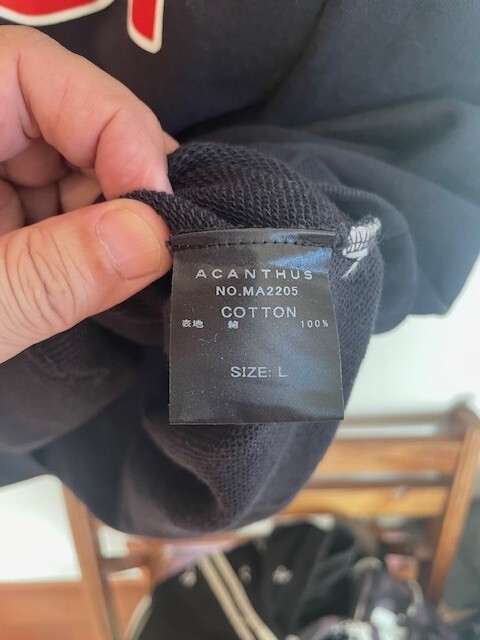 ACANTHUS
NO.MA2205
COTTON
表地 綿 100%
SIZE: L